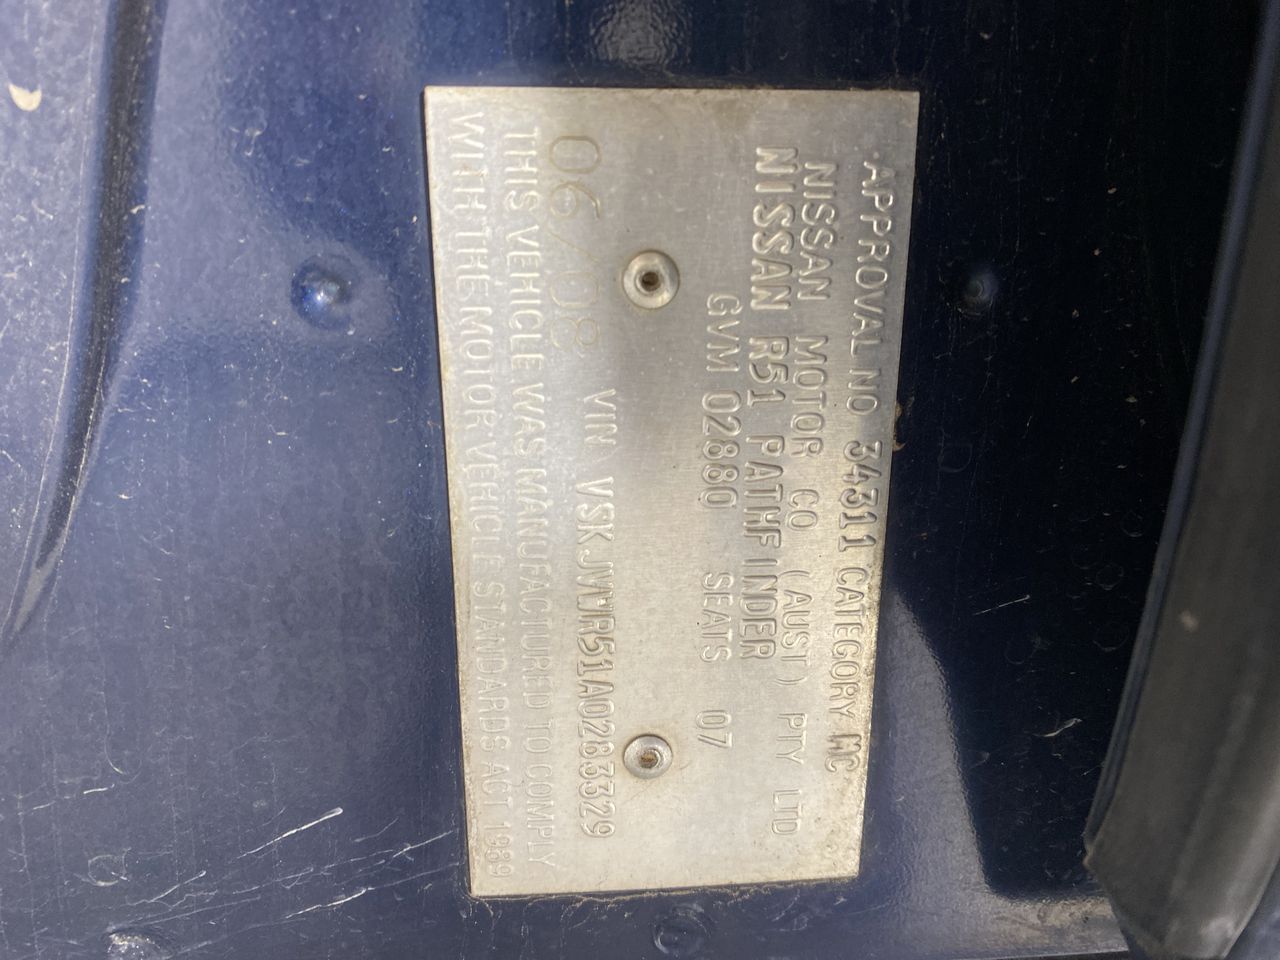 APPROVAL NO 34311 CATEGORY MC
NISSAN MOTOR CO (AUST) PTY LTD
NISSAN R51 PATHFINDER
GVM 02880 SEATS 07
06/08 VIN VSKJVWR51A0283329
THIS VEHICLE WAS MANUFACTURED TO COMPLY
WITH THE MOTOR VEHICLE STANDARDS ACT 1989